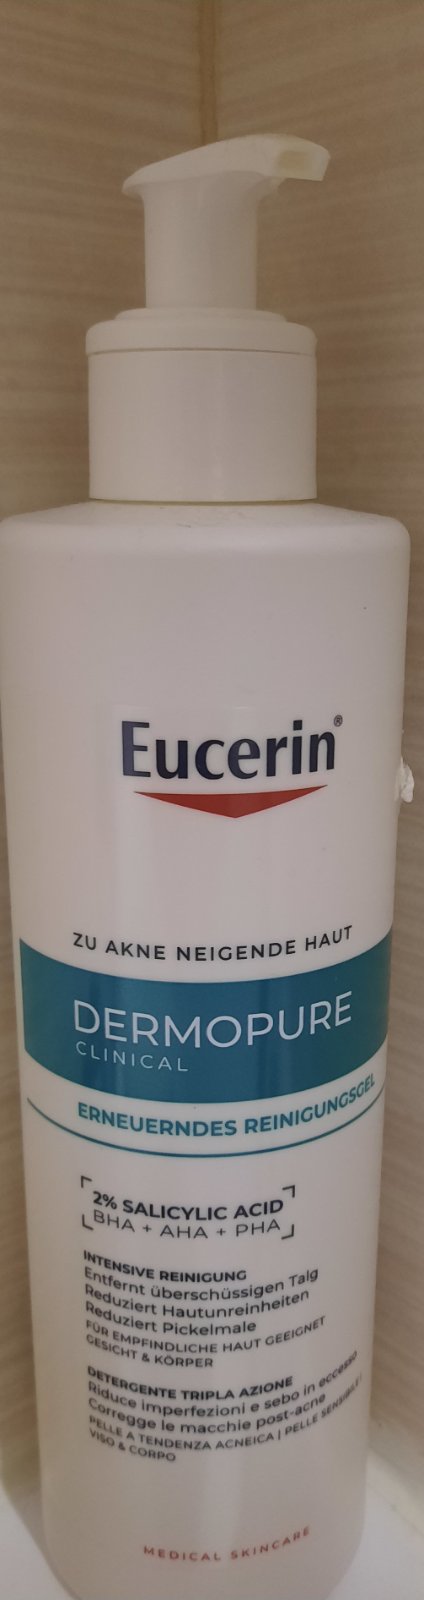 Eucerin®
ZU AKNE NEIGENDE HAUT
DERMOPURE
CLINICAL
ERNEUERNDES REINIGUNGSGEL
2% SALICYLIC ACID
BHA + AHA + PHA
INTENSIVE REINIGUNG
Entfernt überschüssigen Talg
Reduziert Hautunreinheiten
Reduziert Pickelmale
FÜR EMPFINDLICHE HAUT GEEIGNET
GESICHT & KÖRPER
DETERGENTE TRIPLA AZIONE
Riduce imperfezioni e sebo in eccesso
Corregge le macchie post-acne
PELLE A TENDENZA ACNEICA | PELLE SENSIBILE |
VISO & CORPO
MEDICAL SKINCARE